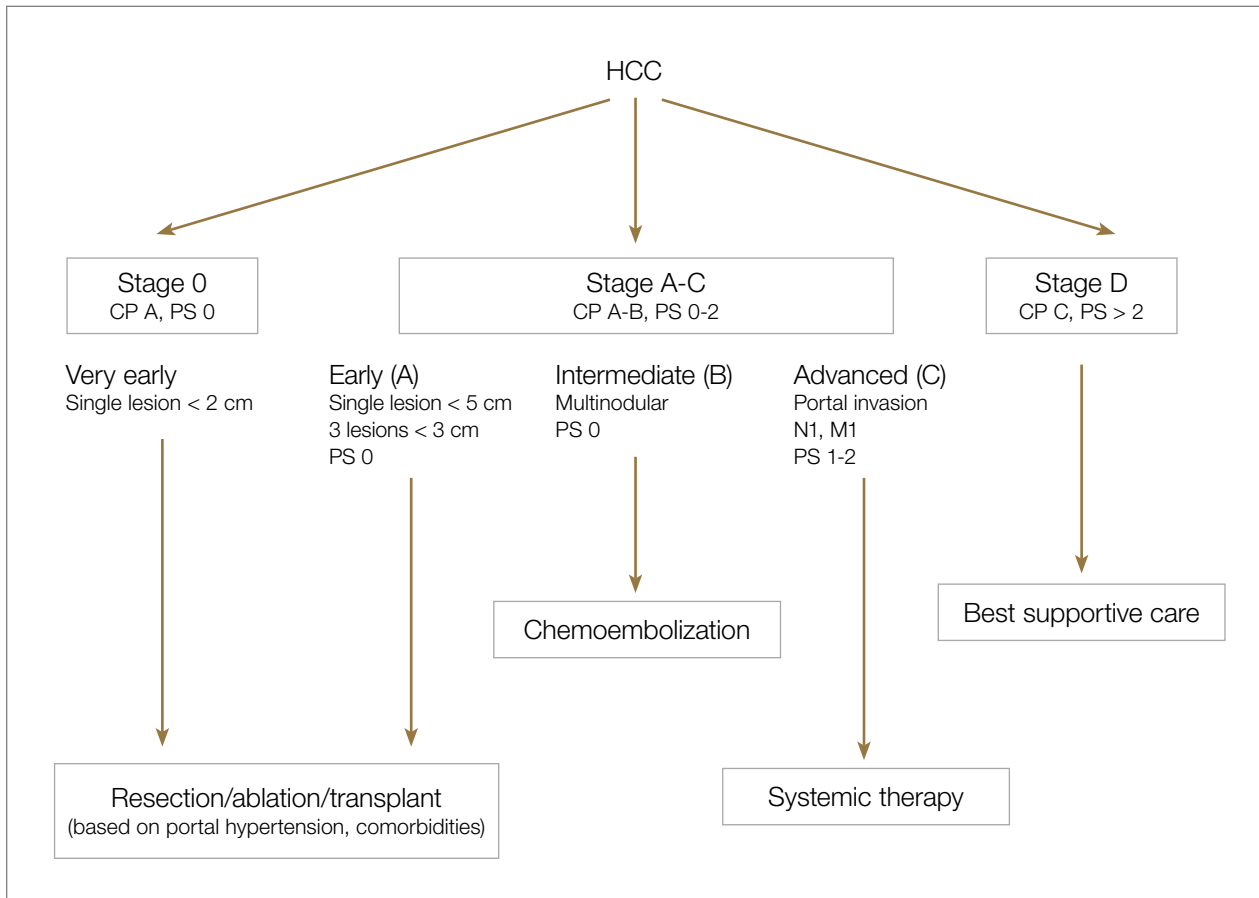 HCC
Stage 0
CP A, PS 0
Stage A-C
CP A-B, PS 0-2
Stage D
CP C, PS > 2
Very early
Single lesion < 2 cm
Early (A)
Single lesion < 5 cm
3 lesions < 3 cm
PS 0
Intermediate (B)
Multinodular
PS 0
Advanced (C)
Portal invasion
N1, M1
PS 1-2
Chemoembolization
Best supportive care
Resection/ablation/transplant
(based on portal hypertension, comorbidities)
Systemic therapy